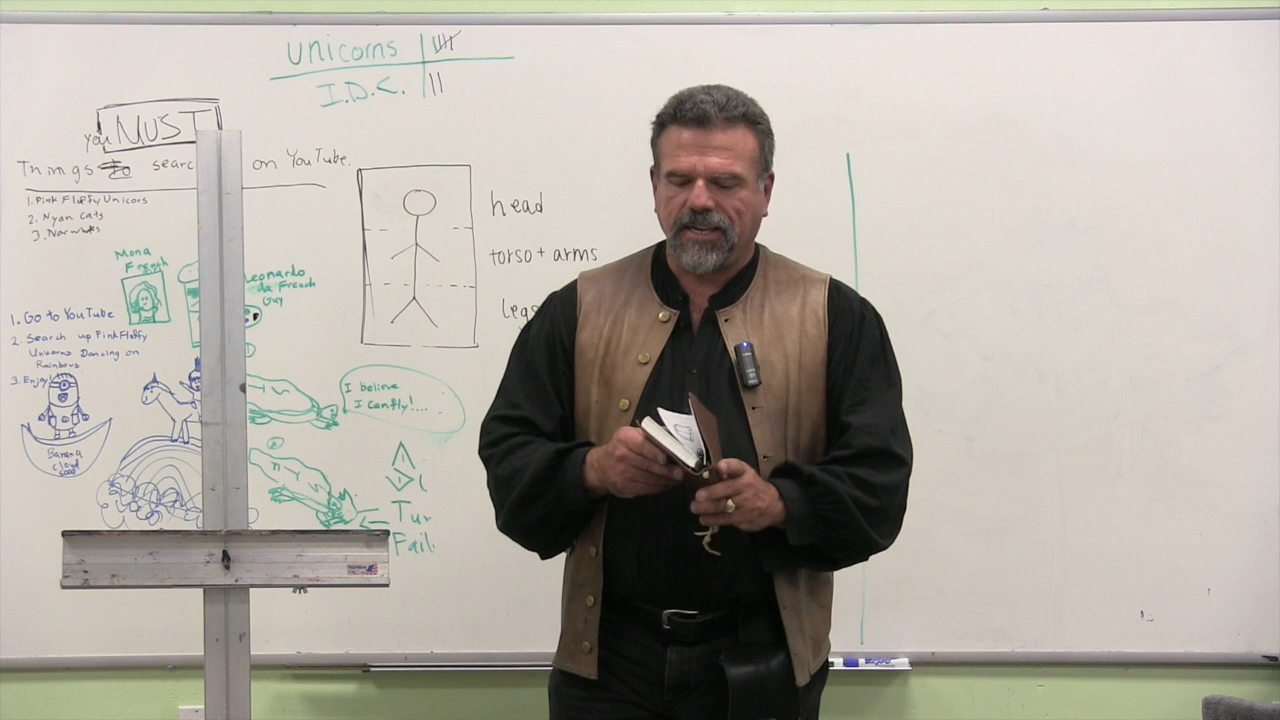 unicorns
I.D.C.
you MUST
Things to search on YouTube.
1. Pink Fluffy Unicors
2. Nyan Cats
3. Narwhals
head
torso + arms
legs
Mona
French
Leonardo
da French
Guy
1. Go to YouTube
2. Search up Pink Fluffy
Unicorns Dancing on
Rainbows
3. Enjoy
I believe
I can fly!....
Banana
cloud
Tur
Fail